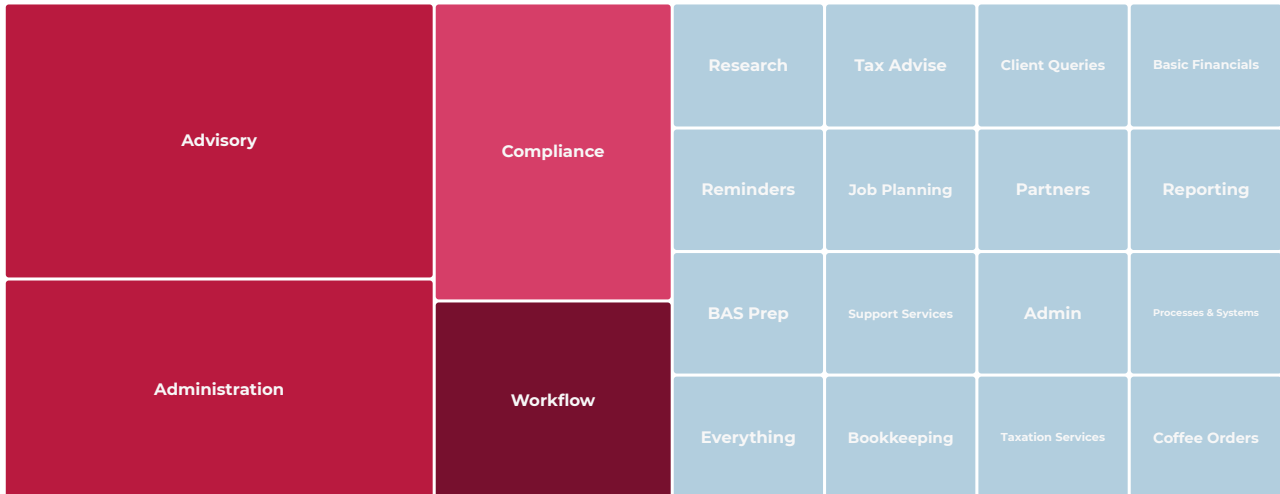 Advisory
Administration
Compliance
Workflow
Research
Tax Advise
Client Queries
Basic Financials
Reminders
Job Planning
Partners
Reporting
BAS Prep
Support Services
Admin
Processes & Systems
Everything
Bookkeeping
Taxation Services
Coffee Orders